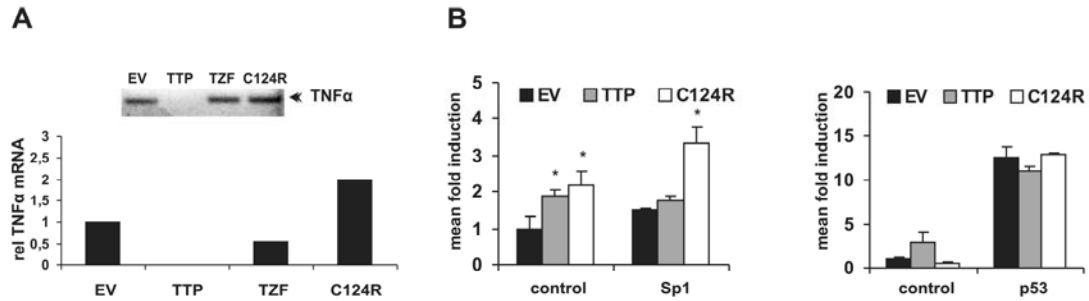 A
EV TTP TZF C124R
TNFα
rel TNFα mRNA
3
2,5
2
1,5
1
0,5
0
EV TTP TZF C124R
B
mean fold induction
5
4
3
2
1
0
EV TTP C124R
* * *
control Sp1
mean fold induction
20
15
10
5
0
EV TTP C124R
control p53